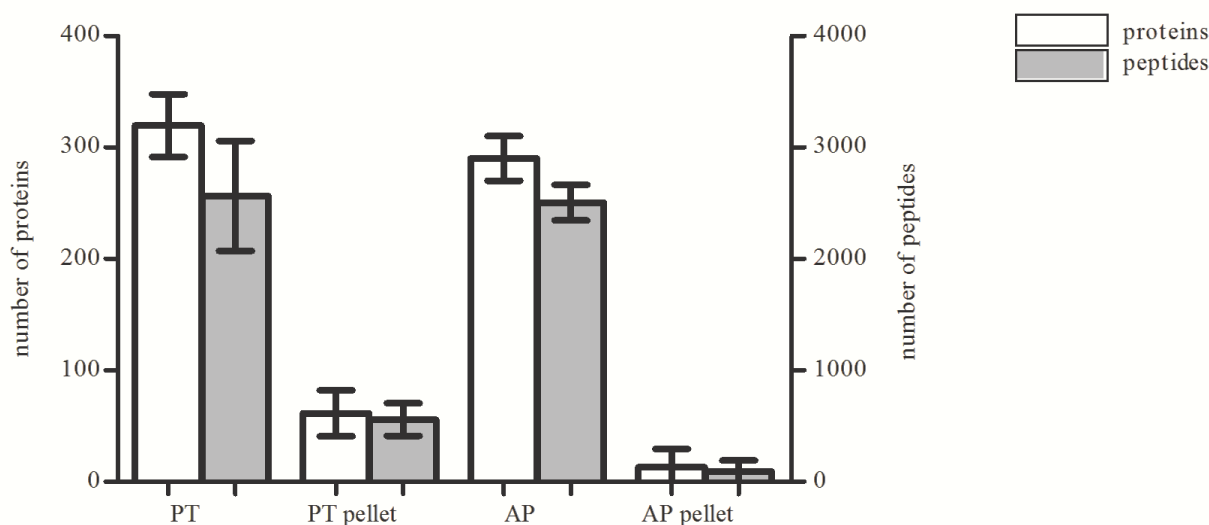 400
300
200
100
0
number of proteins
4000
3000
2000
1000
0
number of peptides
proteins
peptides
PT
PT pellet
AP
AP pellet